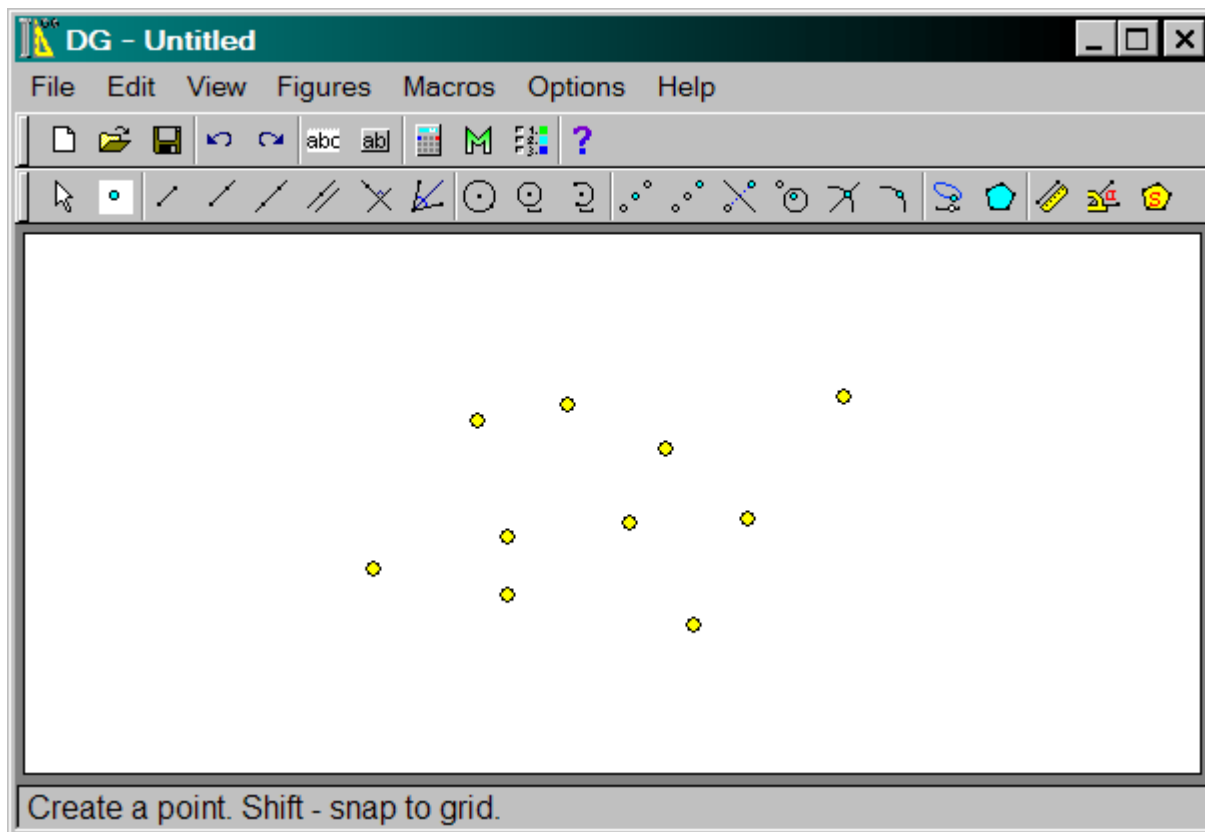 DG - Untitled
File Edit View Figures Macros Options Help
abc ab
Create a point. Shift - snap to grid.